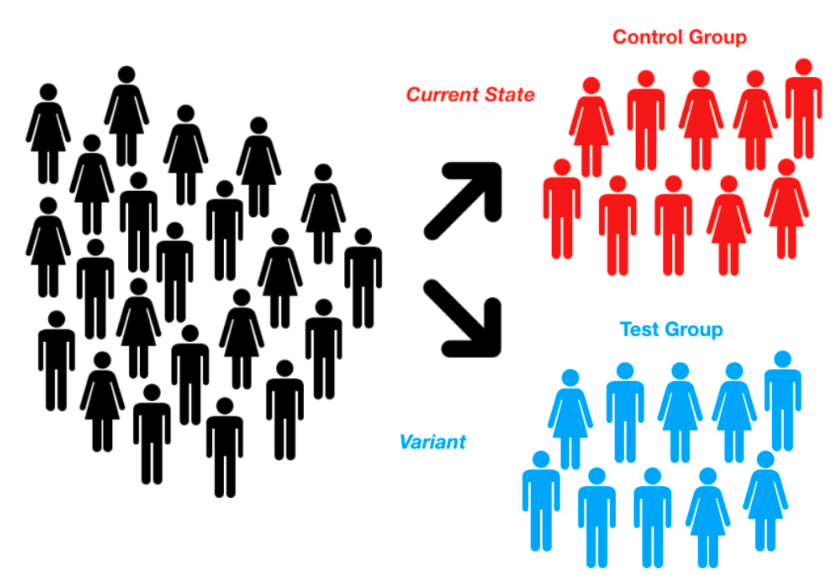 Control Group
Current State
Test Group
Variant